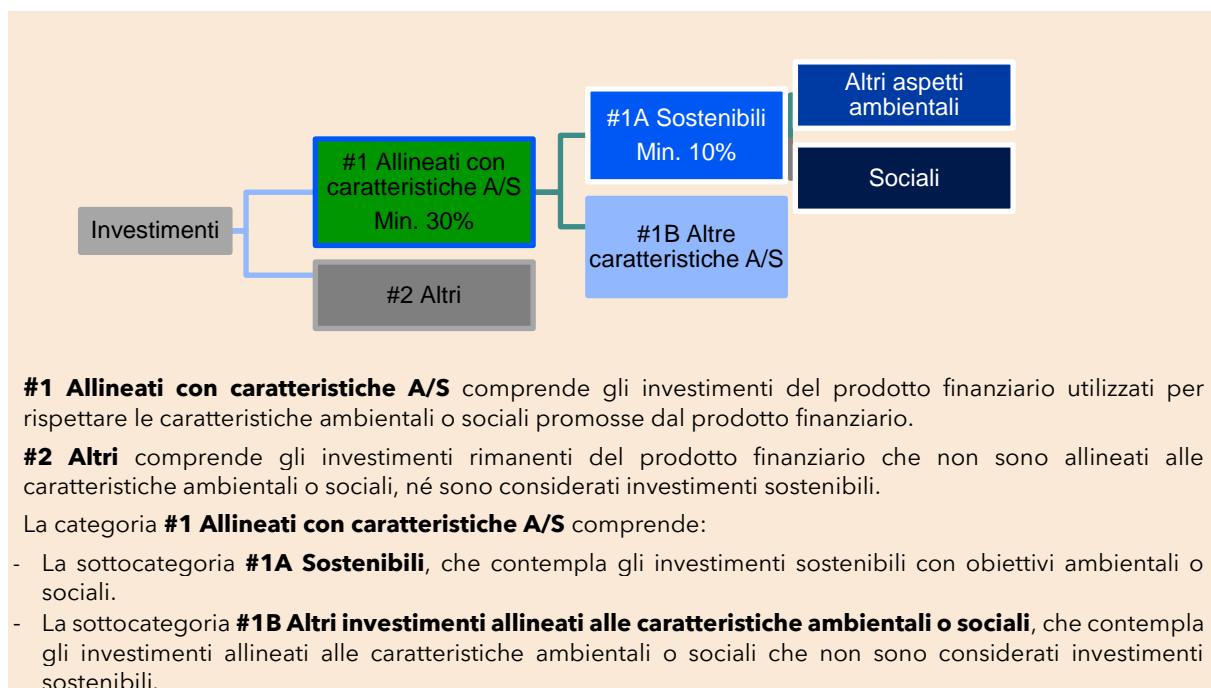 Altri aspetti
ambientali
#1A Sostenibili
Min. 10%
#1 Allineati con
caratteristiche A/S
Min. 30%
Sociali
Investimenti
#1B Altre
caratteristiche A/S
#2 Altri
#1 Allineati con caratteristiche A/S comprende gli investimenti del prodotto finanziario utilizzati per
rispettare le caratteristiche ambientali o sociali promosse dal prodotto finanziario.
#2 Altri comprende gli investimenti rimanenti del prodotto finanziario che non sono allineati alle
caratteristiche ambientali o sociali, né sono considerati investimenti sostenibili.
La categoria #1 Allineati con caratteristiche A/S comprende:
- La sottocategoria #1A Sostenibili, che contempla gli investimenti sostenibili con obiettivi ambientali o
sociali.
- La sottocategoria #1B Altri investimenti allineati alle caratteristiche ambientali o sociali, che contempla
gli investimenti allineati alle caratteristiche ambientali o sociali che non sono considerati investimenti
sostenibili.